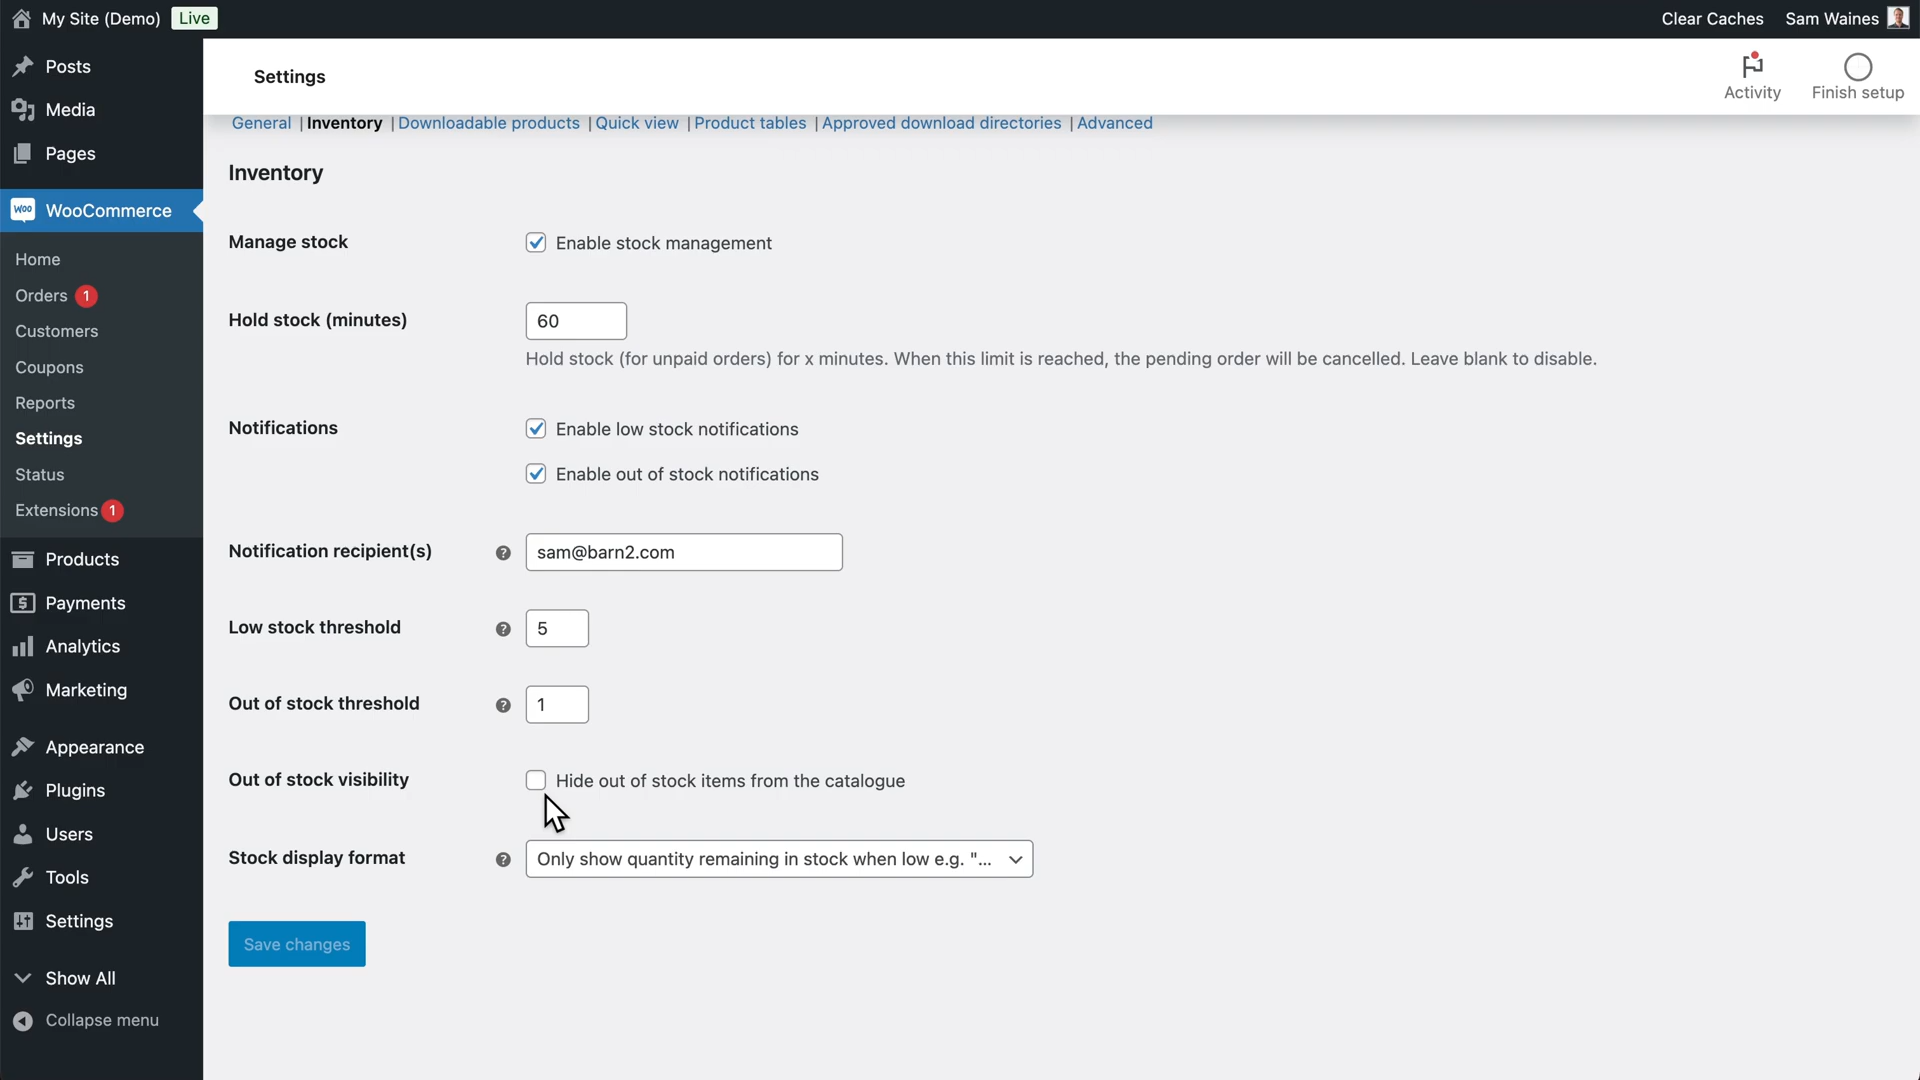 My Site (Demo) Live Clear Caches Sam Waines
Posts
Media
Pages
WooCommerce
Home
Orders 1
Customers
Coupons
Reports
Settings
Status
Extensions 1
Products
Payments
Analytics
Marketing
Appearance
Plugins
Users
Tools
Settings
Show All
Collapse menu
Settings
Activity
Finish setup
General | Inventory | Downloadable products | Quick view | Product tables | Approved download directories | Advanced
Inventory
Manage stock Enable stock management
Hold stock (minutes) 60
Hold stock (for unpaid orders) for x minutes. When this limit is reached, the pending order will be cancelled. Leave blank to disable.
Notifications Enable low stock notifications
Enable out of stock notifications
Notification recipient(s) ? sam@barn2.com
Low stock threshold ? 5
Out of stock threshold ? 1
Out of stock visibility Hide out of stock items from the catalogue
Stock display format ? Only show quantity remaining in stock when low e.g. "...
Save changes